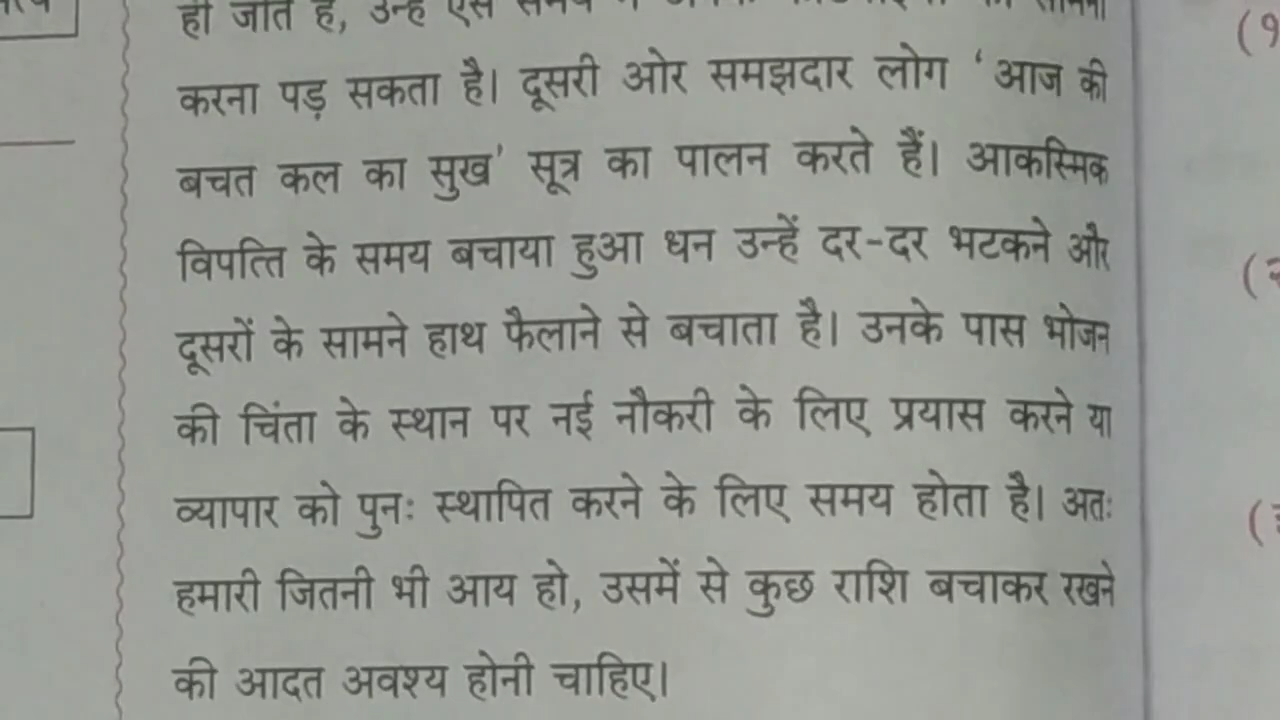 करना पड़ सकता है। दूसरी ओर समझदार लोग ‘आज की
बचत कल का सुख’ सूत्र का पालन करते हैं। आकस्मिक
विपत्ति के समय बचाया हुआ धन उन्हें दर-दर भटकने और
दूसरों के सामने हाथ फैलाने से बचाता है। उनके पास भोजन
की चिंता के स्थान पर नई नौकरी के लिए प्रयास करने या
व्यापार को पुनः स्थापित करने के लिए समय होता है। अतः
हमारी जितनी भी आय हो, उसमें से कुछ राशि बचाकर रखने
की आदत अवश्य होनी चाहिए।